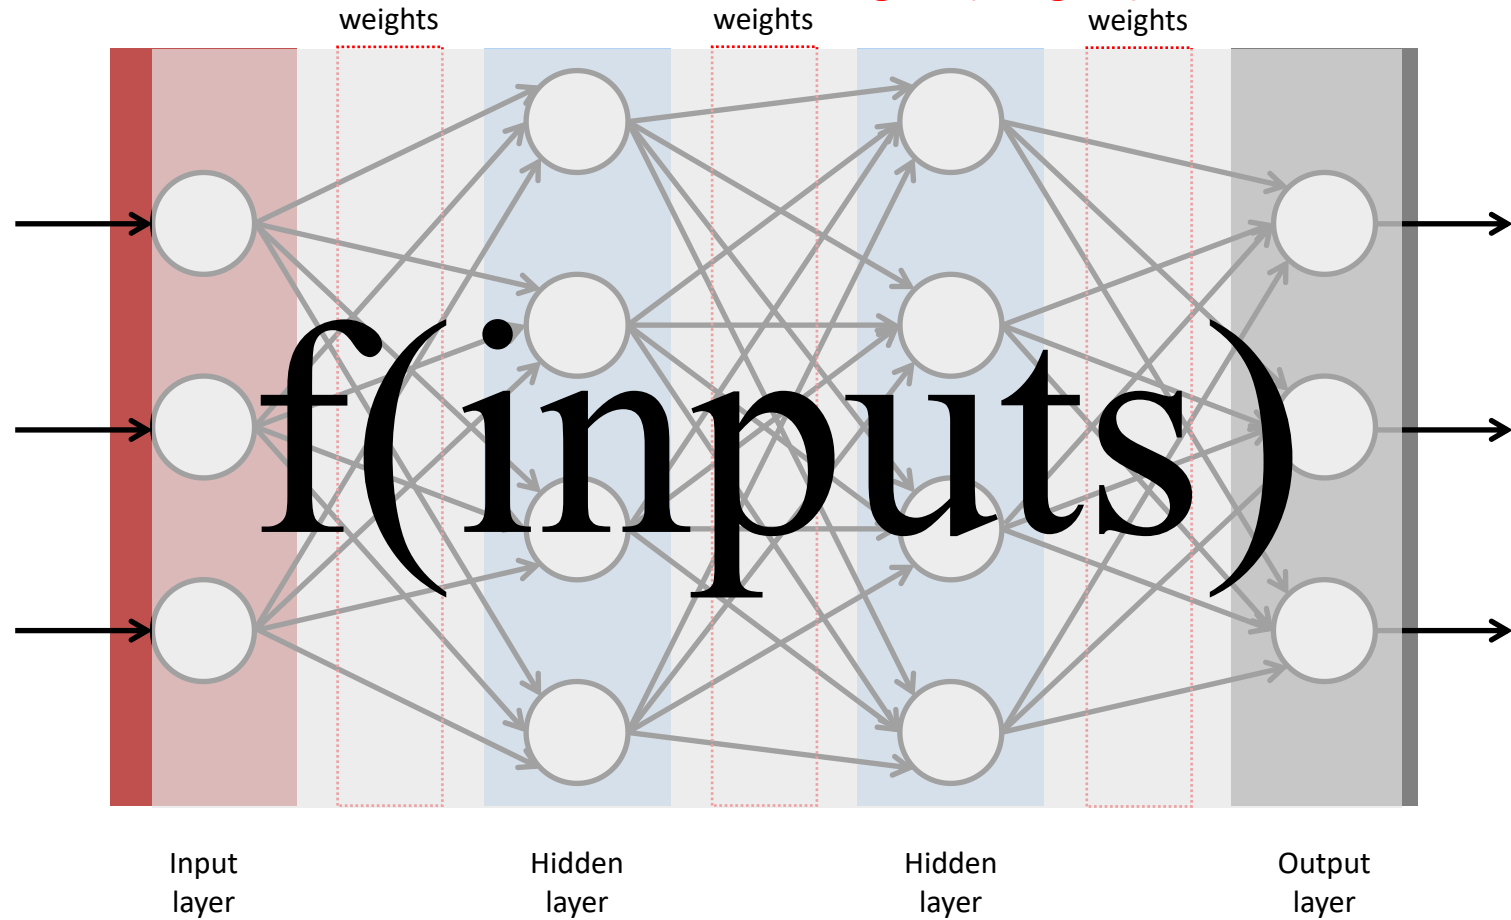 weights
weights
weights
f(inputs)
Input
layer
Hidden
layer
Hidden
layer
Output
layer